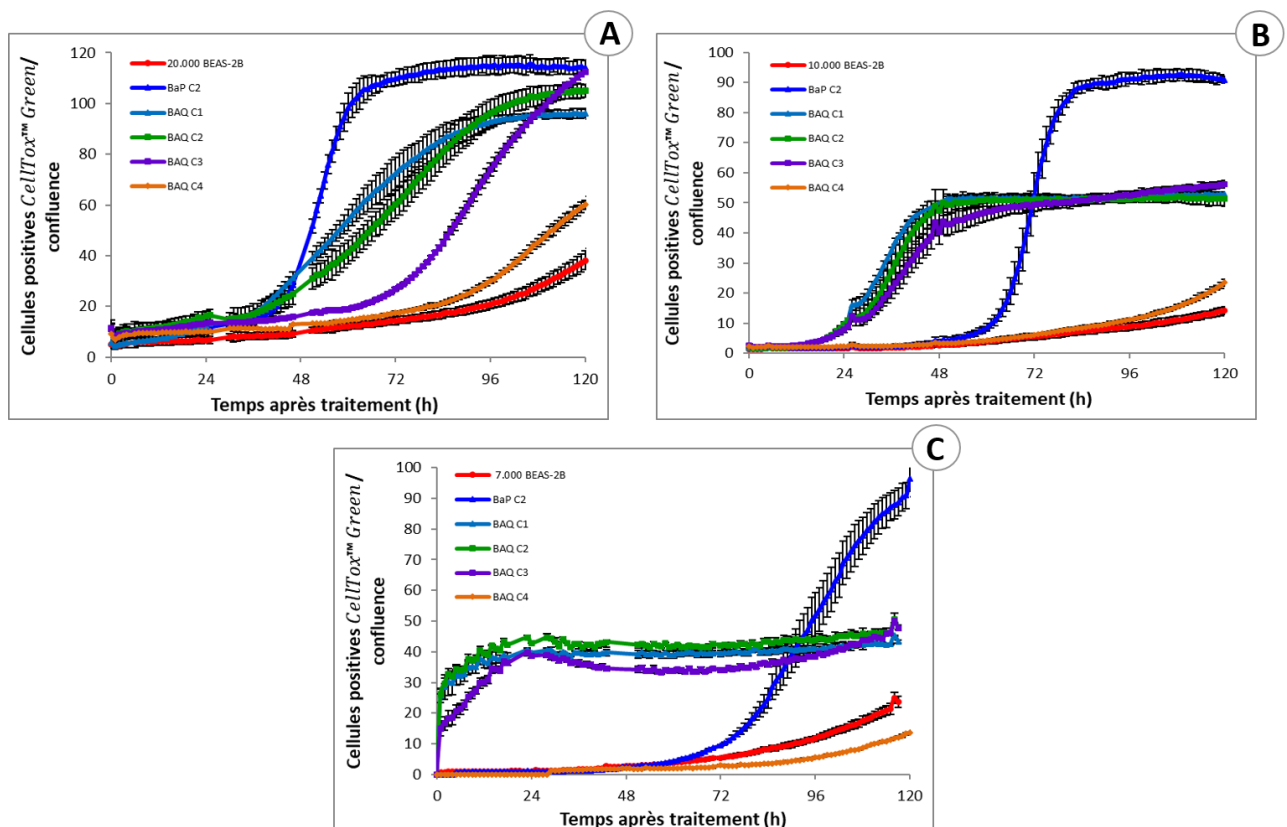 A
120
100
80
60
40
20
0
0 24 48 72 96 120
Cellules positives CellTox™ Green/
confluence
Temps après traitement (h)
20.000 BEAS-2B
BaP C2
BAQ C1
BAQ C2
BAQ C3
BAQ C4
B
100
90
80
70
60
50
40
30
20
10
0
0 24 48 72 96 120
Cellules positives CellTox™ Green/
confluence
Temps après traitement (h)
10.000 BEAS-2B
BaP C2
BAQ C1
BAQ C2
BAQ C3
BAQ C4
C
100
90
80
70
60
50
40
30
20
10
0
0 24 48 72 96 120
Cellules positives CellTox™ Green/
confluence
Temps après traitement (h)
7.000 BEAS-2B
BaP C2
BAQ C1
BAQ C2
BAQ C3
BAQ C4